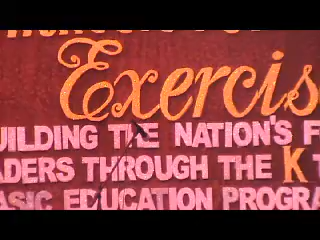 Exercis
UILDING THE NATION'S F
ADERS THROUGH THE K T
ASIC EDUCATION PROGRA